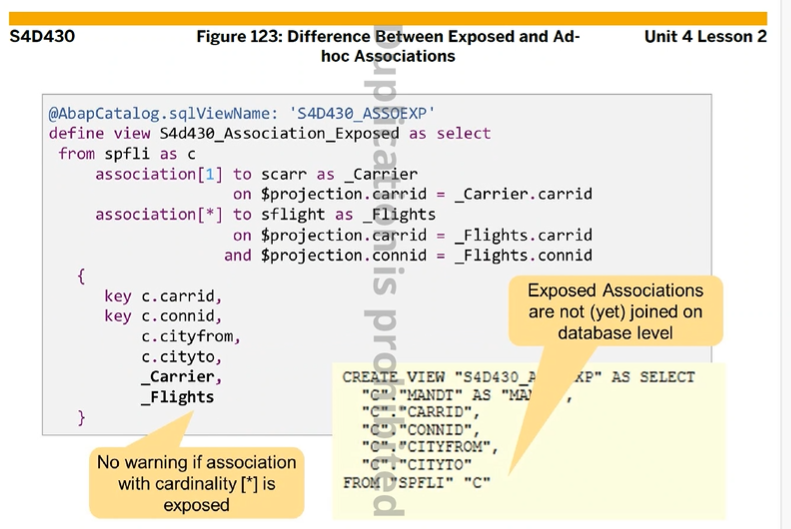 S4D430
Figure 123: Difference Between Exposed and Ad-
hoc Associations
Unit 4 Lesson 2
@AbapCatalog.sqlViewName: 'S4D430_ASSOEXP'
define view S4d430_Association_Exposed as select
from spfli as c
association[1] to scarr as _Carrier
on $projection.carrid = _Carrier.carrid
association[*] to sflight as _Flights
on $projection.carrid = _Flights.carrid
and $projection.connid = _Flights.connid
{
key c.carrid,
key c.connid,
c.cityfrom,
c.cityto,
_Carrier,
_Flights
}
Exposed Associations
are not (yet) joined on
database level
No warning if association
with cardinality [*] is
exposed
CREATE VIEW "S4D430_A XP" AS SELECT
"C"."MANDT" AS "MA ,
"C"."CARRID",
"C"."CONNID",
"C"."CITYFROM",
"C"."CITYTO"
FROM "SPFLI" "C"
Duplication is prohibited